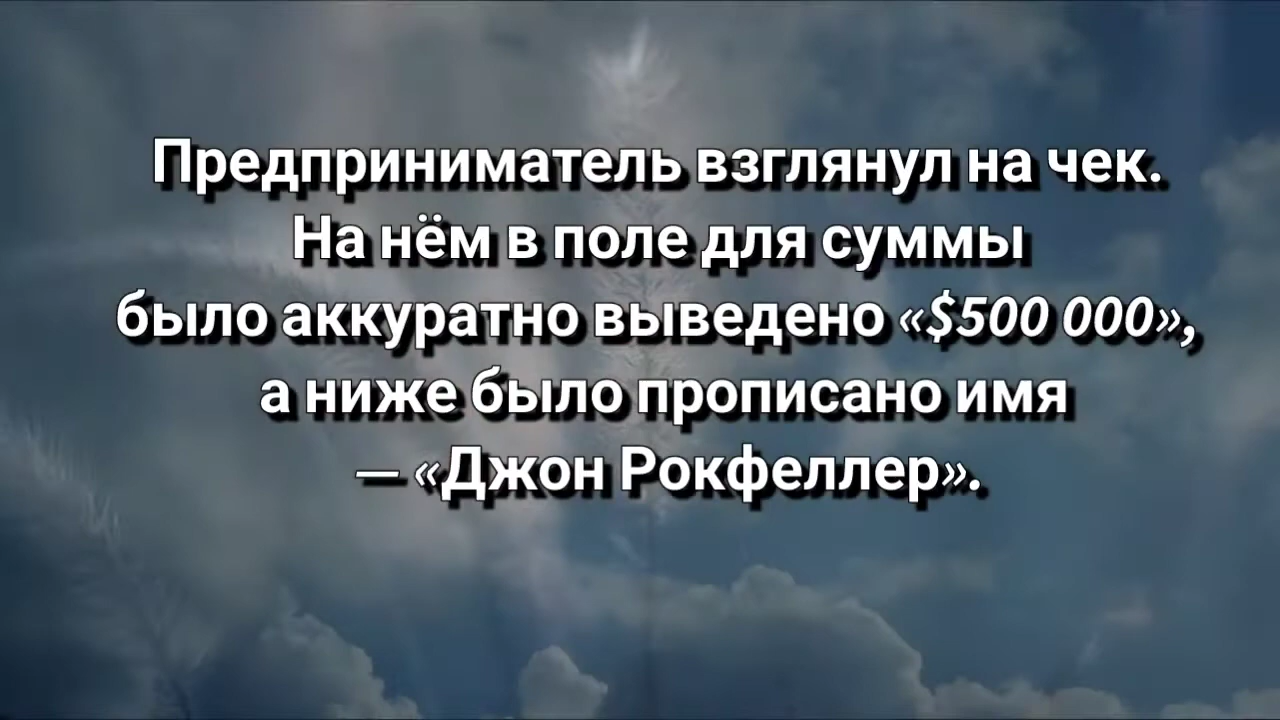 Предприниматель взглянул на чек.
На нём в поле для суммы
было аккуратно выведено «$500 000»,
а ниже было прописано имя
— «Джон Рокфеллер».